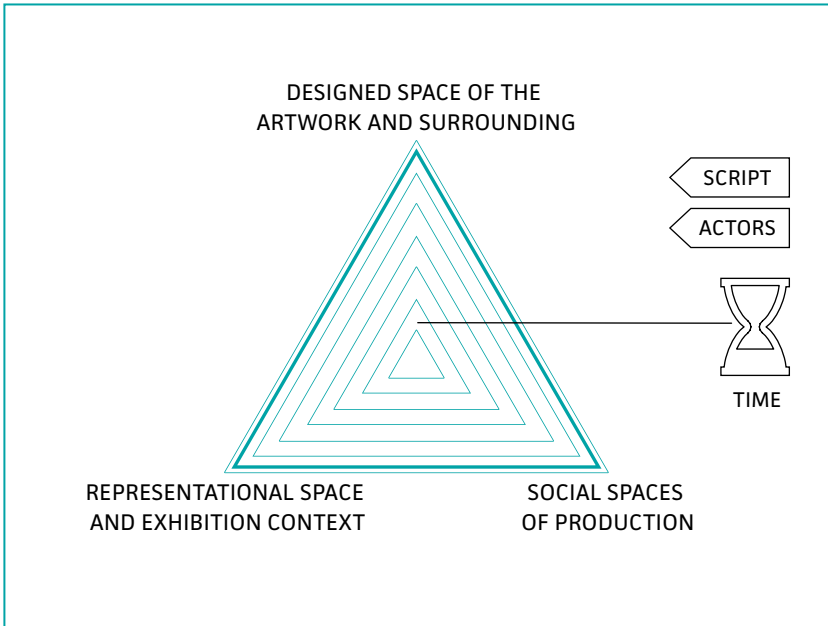 DESIGNED SPACE OF THE
ARTWORK AND SURROUNDING
SCRIPT
ACTORS
TIME
REPRESENTATIONAL SPACE
AND EXHIBITION CONTEXT
SOCIAL SPACES
OF PRODUCTION